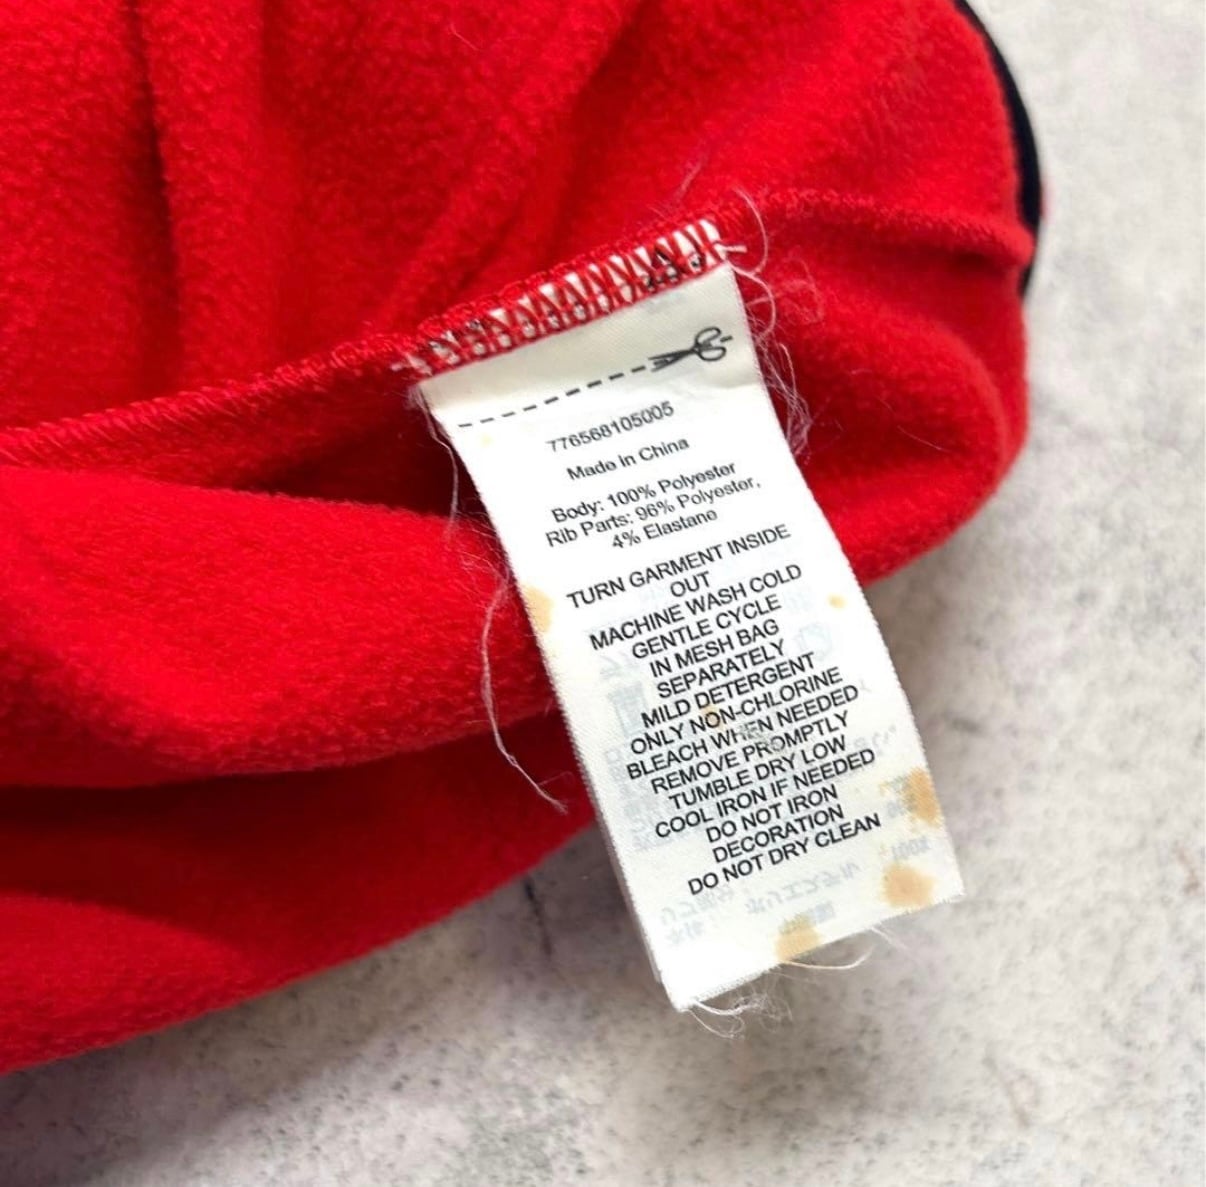 776568105005
Made in China
Body: 100% Polyester
Rib Parts: 96% Polyester,
4% Elastane
TURN GARMENT INSIDE
OUT
MACHINE WASH COLD
GENTLE CYCLE
IN MESH BAG
SEPARATELY
MILD DETERGENT
ONLY NON-CHLORINE
BLEACH WHEN NEEDED
REMOVE PROMPTLY
TUMBLE DRY LOW
COOL IRON IF NEEDED
DO NOT IRON
DECORATION
DO NOT DRY CLEAN